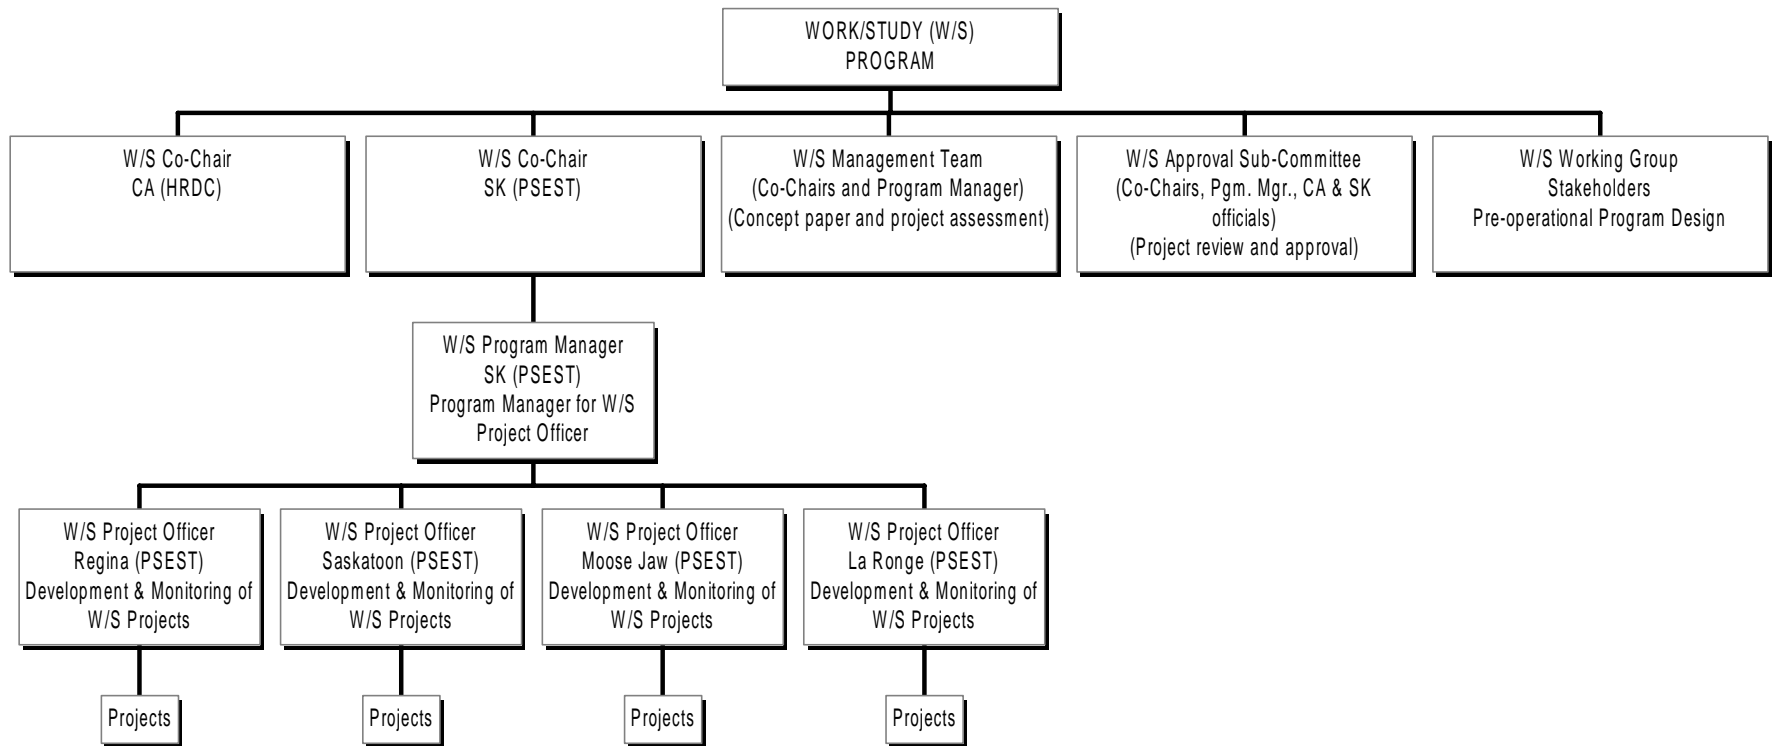 WORK/STUDY (W/S)
PROGRAM
W/S Co-Chair
CA (HRDC)
W/S Co-Chair
SK (PSEST)
W/S Management Team
(Co-Chairs and Program Manager)
(Concept paper and project assessment)
W/S Approval Sub-Committee
(Co-Chairs, Pgm. Mgr., CA & SK
officials)
(Project review and approval)
W/S Working Group
Stakeholders
Pre-operational Program Design
W/S Program Manager
SK (PSEST)
Program Manager for W/S
Project Officer
W/S Project Officer
Regina (PSEST)
Development & Monitoring of
W/S Projects
W/S Project Officer
Saskatoon (PSEST)
Development & Monitoring of
W/S Projects
W/S Project Officer
Moose Jaw (PSEST)
Development & Monitoring of
W/S Projects
W/S Project Officer
La Ronge (PSEST)
Development & Monitoring of
W/S Projects
Projects
Projects
Projects
Projects